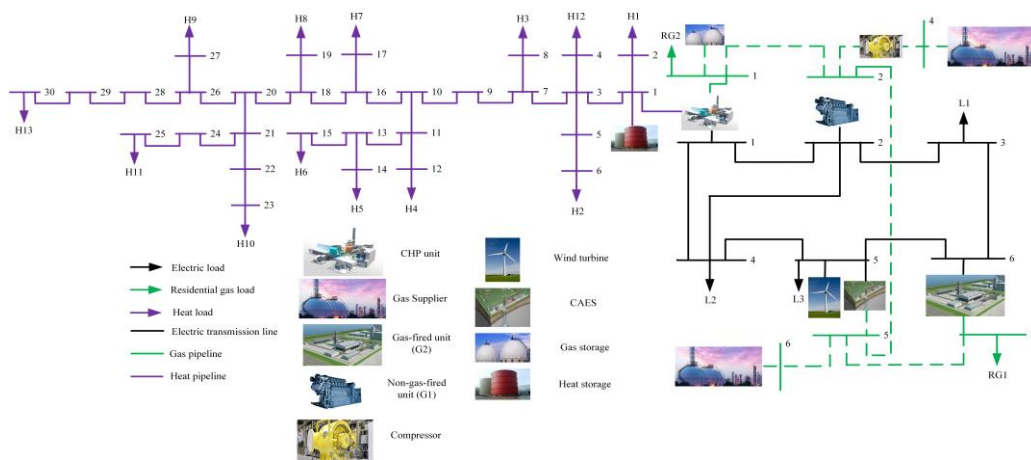 H9 H8 H7 H3 H12 H1 RG2 4
27 19 17 8 4 2 1 2
30 29 28 26 20 18 16 10 9 7 3 1
H13
25 24 21 15 13 11 5
H11 H6
22 14 12 6
23 H5 H4 H2
H10
L1
1 2 3
4 5 6
L2 L3
6 5
RG1
Electric load
Residential gas load
Heat load
Electric transmission line
Gas pipeline
Heat pipeline
CHP unit
Gas Supplier
Gas-fired unit
(G2)
Non-gas-fired
unit (G1)
Compressor
Wind turbine
CAES
Gas storage
Heat storage